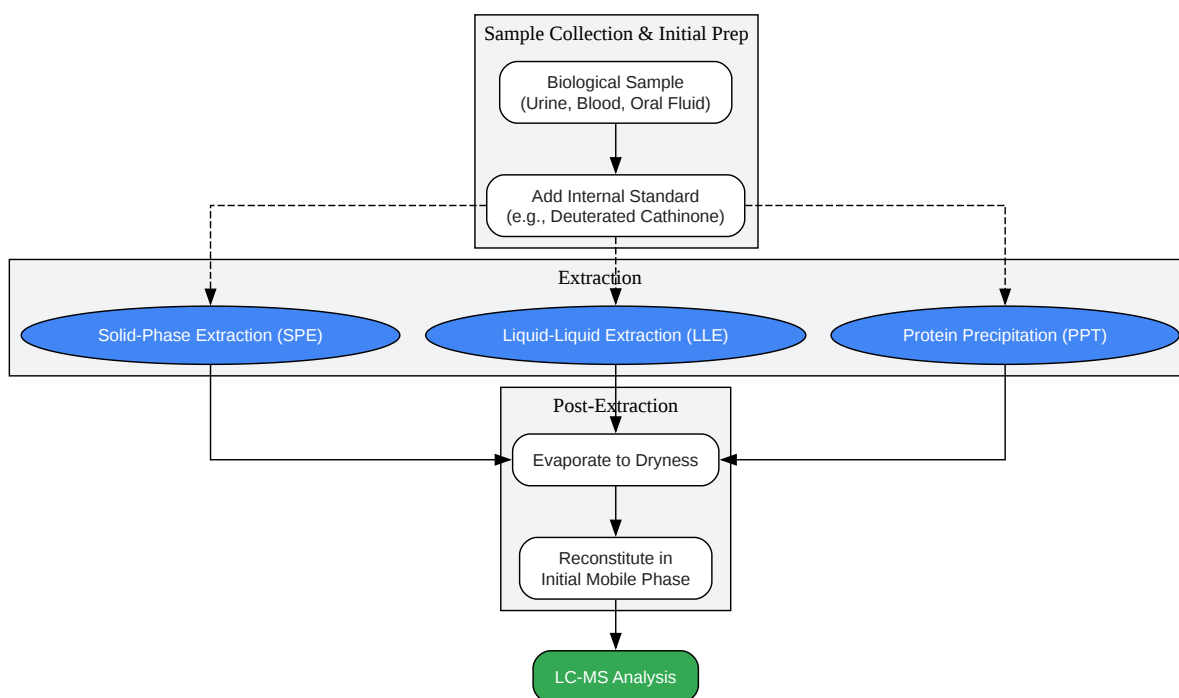 Sample Collection & Initial Prep
Biological Sample
(Urine, Blood, Oral Fluid)
Add Internal Standard
(e.g., Deuterated Cathinone)
Extraction
Solid-Phase Extraction (SPE)
Liquid-Liquid Extraction (LLE)
Protein Precipitation (PPT)
Post-Extraction
Evaporate to Dryness
Reconstitute in
Initial Mobile Phase
LC-MS Analysis